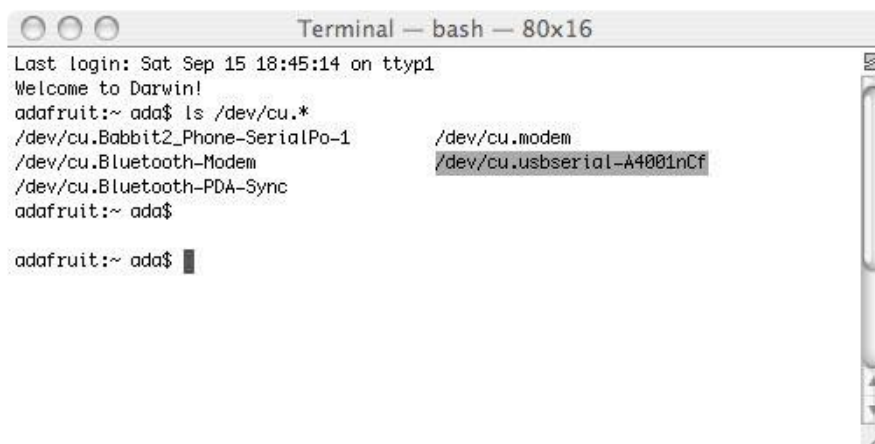 Terminal — bash — 80x16
Last login: Sat Sep 15 18:45:14 on ttyp1
Welcome to Darwin!
adafruit:~ ada$ ls /dev/cu.*
/dev/cu.Babbit2_Phone-SerialPo-1 /dev/cu.modem
/dev/cu.Bluetooth-Modem /dev/cu.usbserial-A4001nCf
/dev/cu.Bluetooth-PDA-Sync
adafruit:~ ada$
adafruit:~ ada$